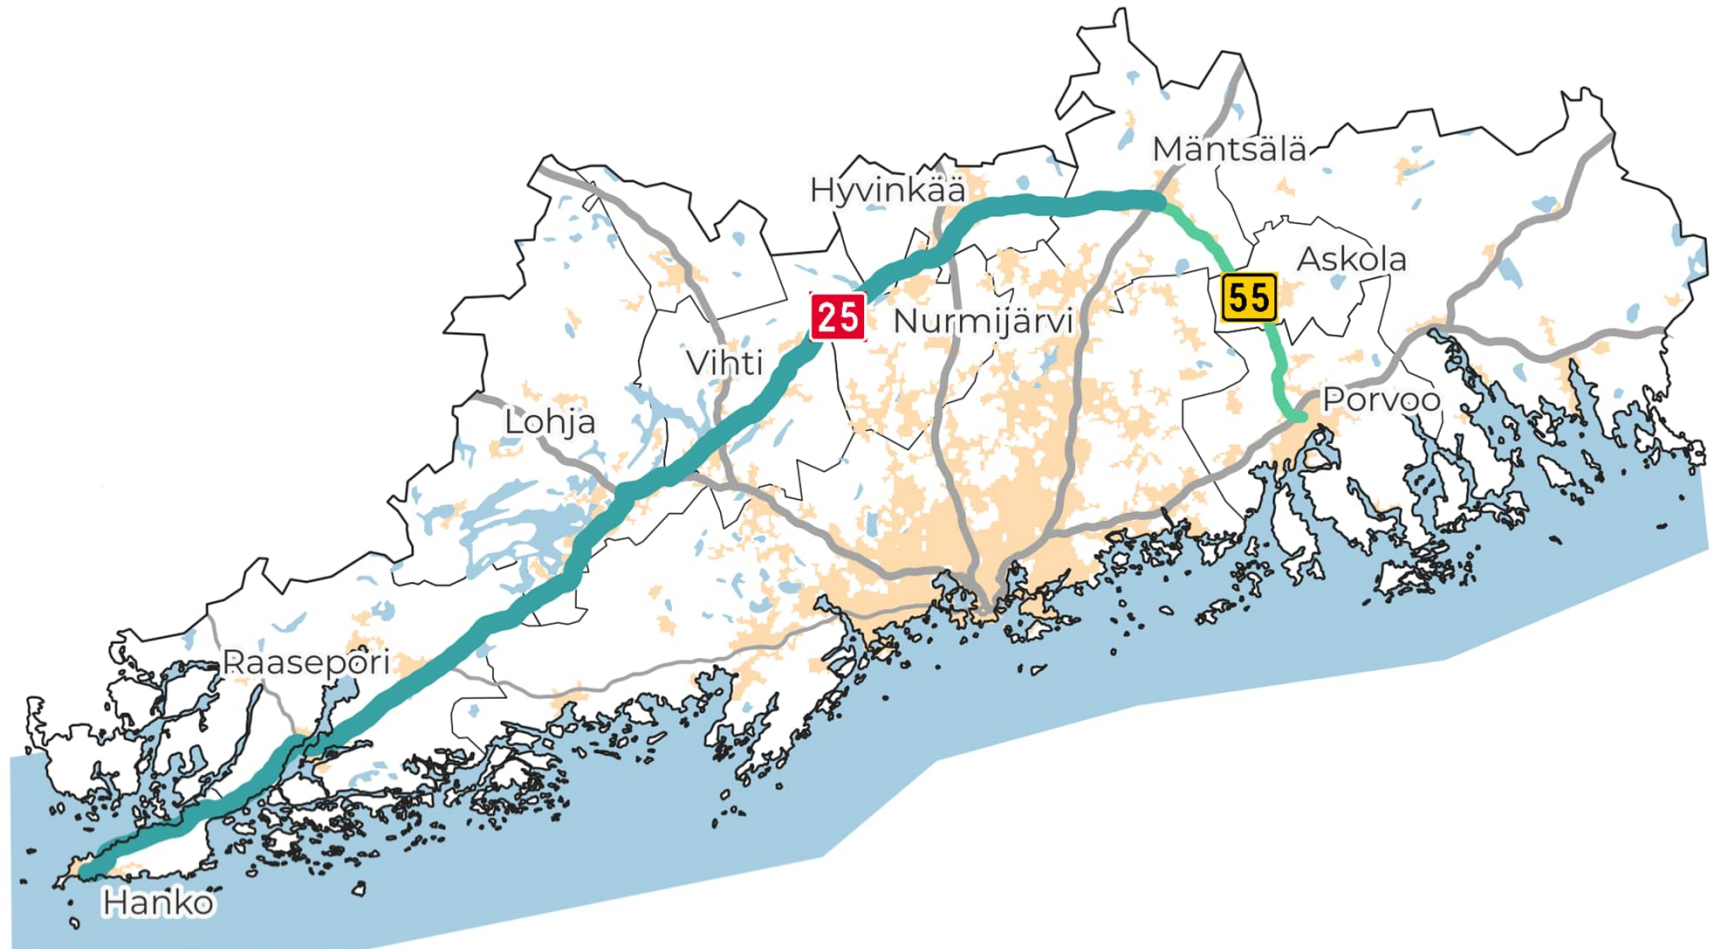 Mäntsälä
Hyvinkää
Askola
55
25
Nurmijärvi
Vihti
Porvoo
Lohja
Raasepori
Hanko